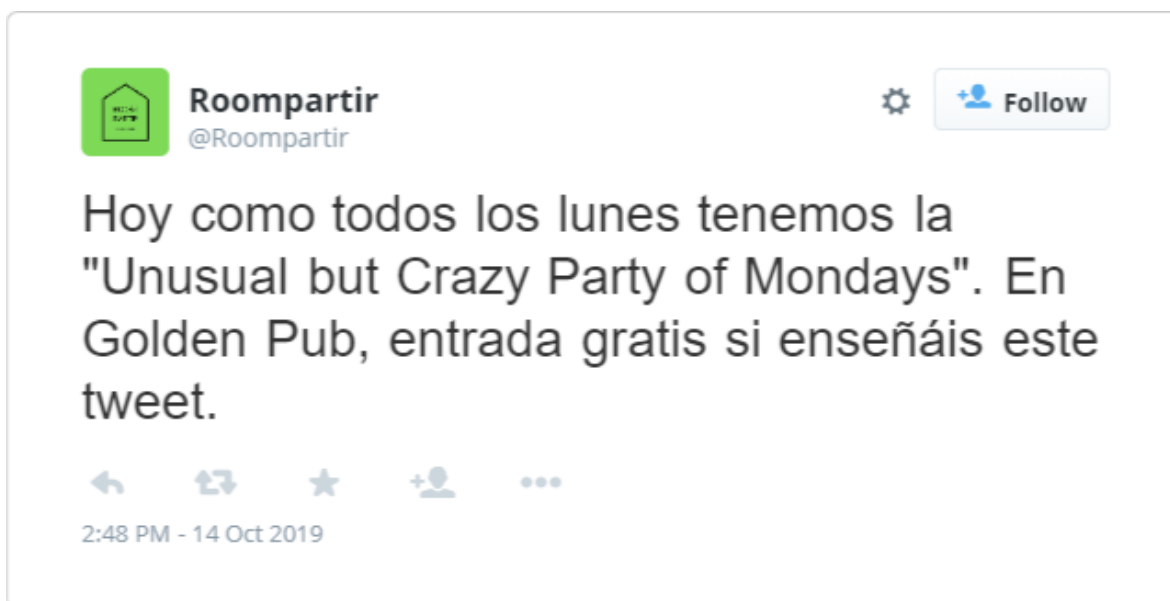 Roompartir
@Roompartir
Follow
Hoy como todos los lunes tenemos la
"Unusual but Crazy Party of Mondays". En
Golden Pub, entrada gratis si enseñáis este
tweet.
2:48 PM - 14 Oct 2019